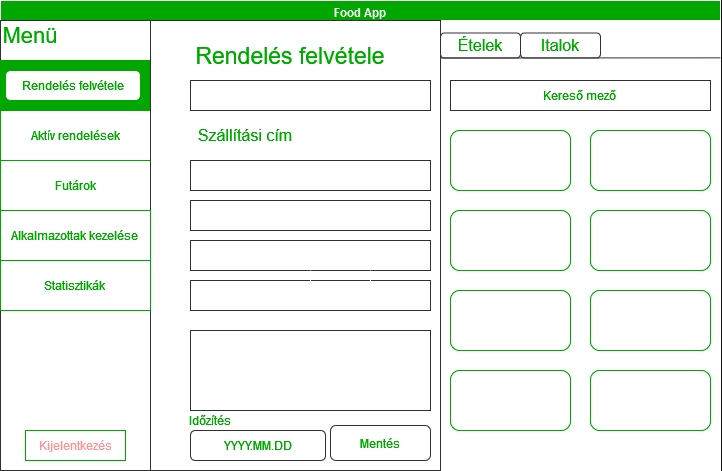 Food App
Menü
Rendelés felvétele
Aktív rendelések
Futárok
Alkalmazottak kezelése
Statisztikák
Kijelentkezés
Rendelés felvétele
Szállítási cím
Időzítés
YYYY.MM.DD
Mentés
Ételek
Italok
Kereső mező